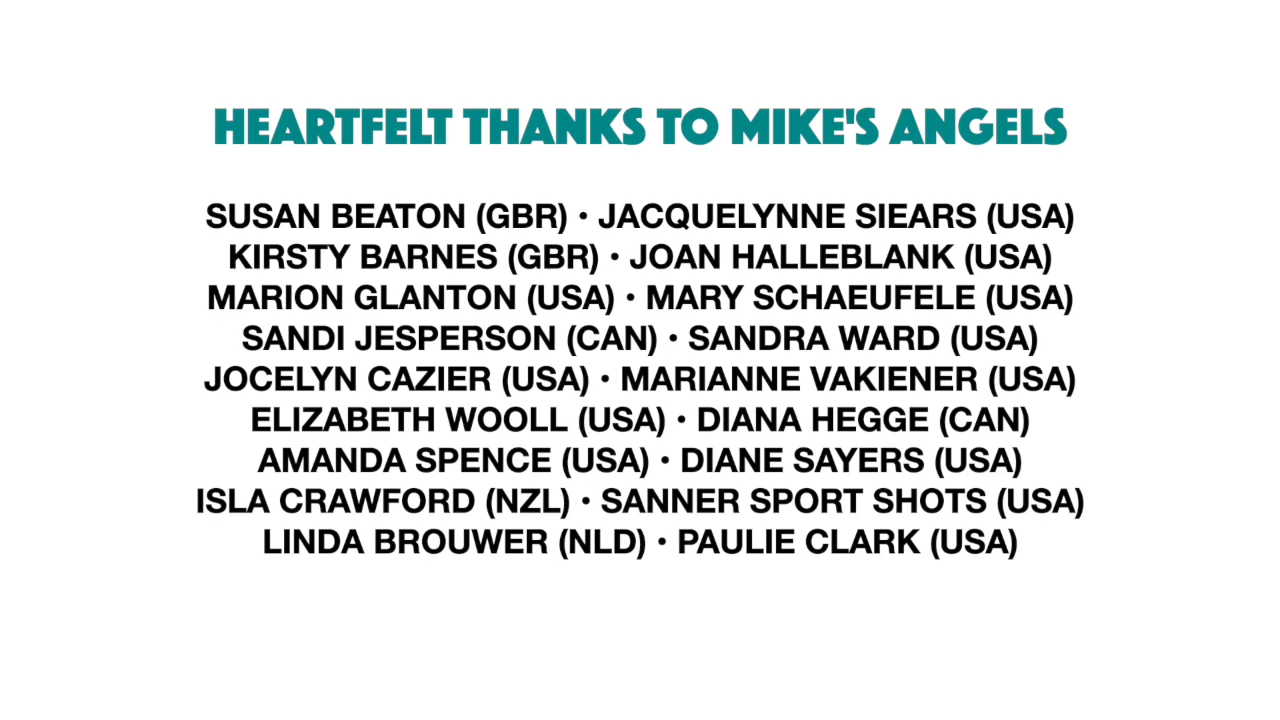 HEARTFELT THANKS TO MIKE'S ANGELS
SUSAN BEATON (GBR) • JACQUELYNNE SIEARS (USA)
KIRSTY BARNES (GBR) • JOAN HALLEBLANK (USA)
MARION GLANTON (USA) • MARY SCHAEUFELE (USA)
SANDI JESPERSON (CAN) • SANDRA WARD (USA)
JOCELYN CAZIER (USA) • MARIANNE VAKIENER (USA)
ELIZABETH WOOLL (USA) • DIANA HEGGE (CAN)
AMANDA SPENCE (USA) • DIANE SAYERS (USA)
ISLA CRAWFORD (NZL) • SANNER SPORT SHOTS (USA)
LINDA BROUWER (NLD) • PAULIE CLARK (USA)